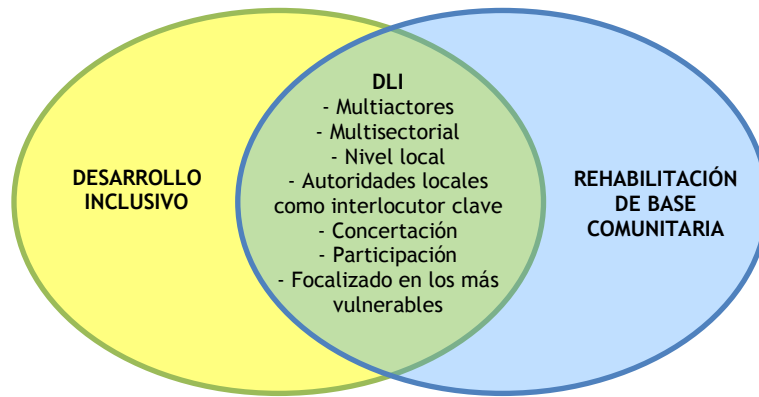 DESARROLLO
INCLUSIVO
DLI
- Multiactores
- Multisectorial
- Nivel local
- Autoridades locales
como interlocutor clave
- Concertación
- Participación
- Focalizado en los más
vulnerables
REHABILITACIÓN
DE BASE
COMUNITARIA